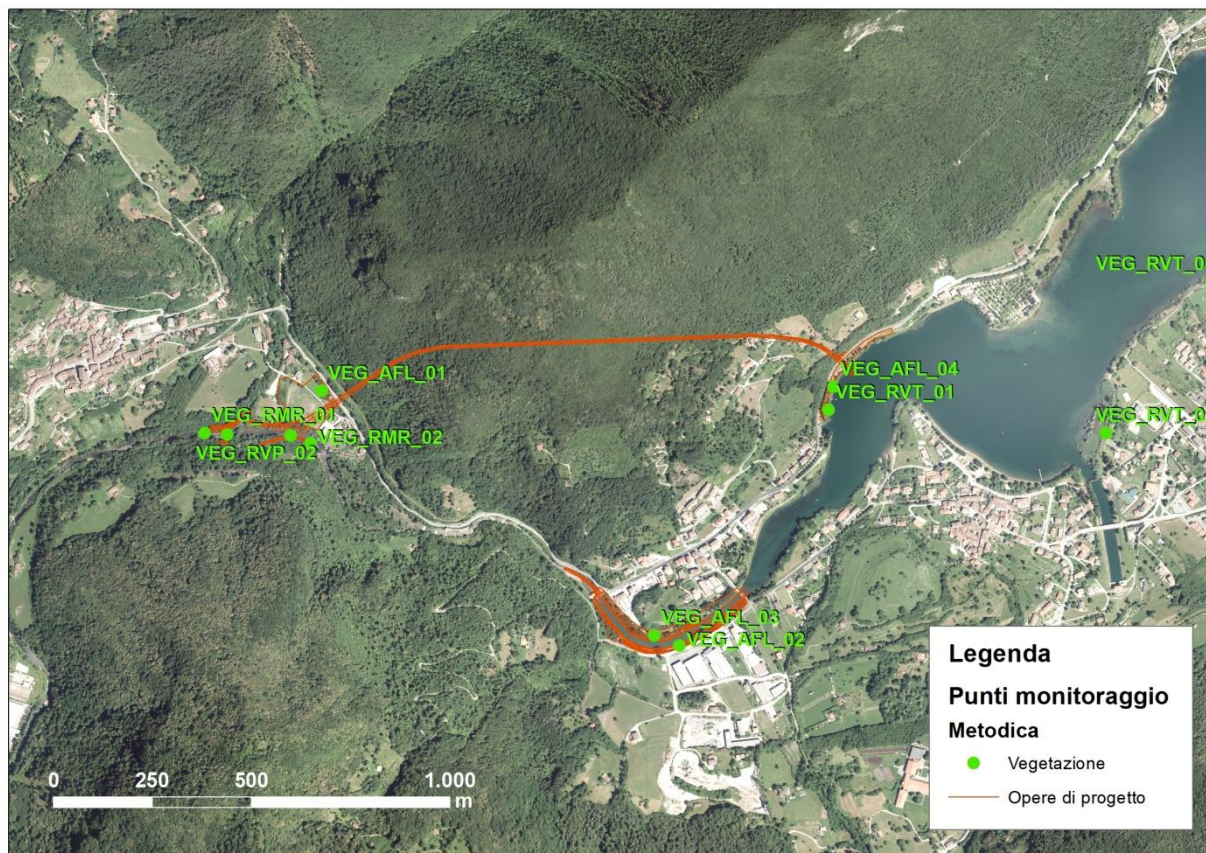 N
VEG_RVT_0
VEG_AFL_01
VEG_AFL_04
VEG_RVT_01
VEG_RMR_01
VEG_RMR_02
VEG_RVT_0
VEG_RVP_02
VEG_AFL_03
VEG_AFL_02
Legenda
Punti monitoraggio
Metodica
Vegetazione
Opere di progetto
0 250 500 1.000
m